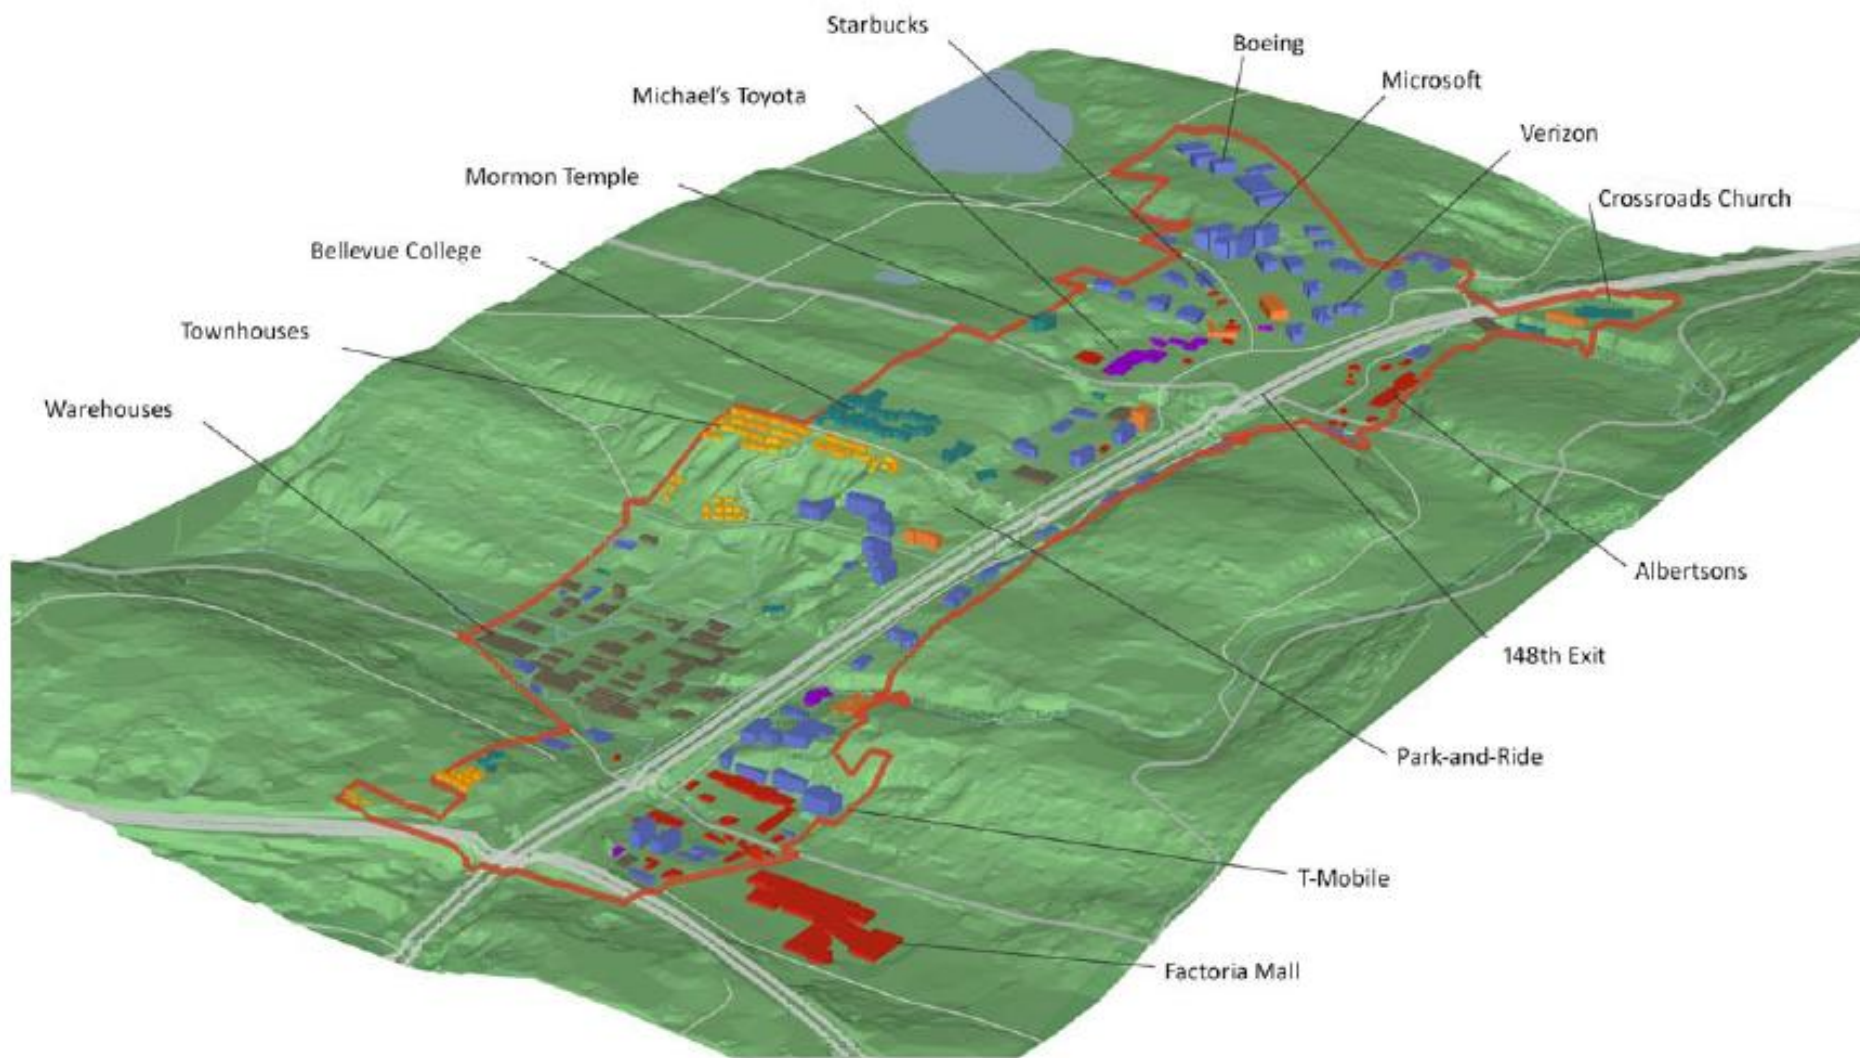 Starbucks
Boeing
Michael's Toyota
Microsoft
Verizon
Mormon Temple
Crossroads Church
Bellevue College
Townhouses
Warehouses
Albertsons
148th Exit
Park-and-Ride
T-Mobile
Factoria Mall